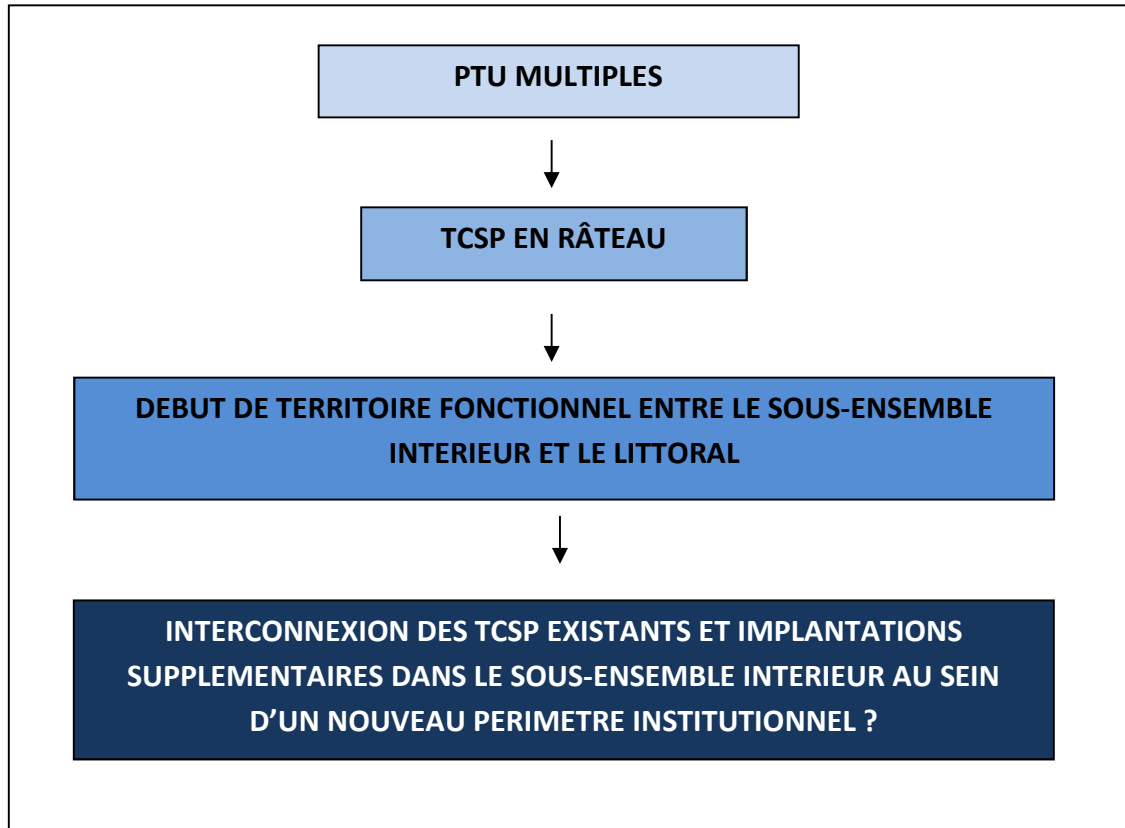 PTU MULTIPLES
TCSP EN RÂTEAU
DEBUT DE TERRITOIRE FONCTIONNEL ENTRE LE SOUS-ENSEMBLE
INTERIEUR ET LE LITTORAL
INTERCONNEXION DES TCSP EXISTANTS ET IMPLANTATIONS
SUPPLEMENTAIRES DANS LE SOUS-ENSEMBLE INTERIEUR AU SEIN
D’UN NOUVEAU PERIMETRE INSTITUTIONNEL ?